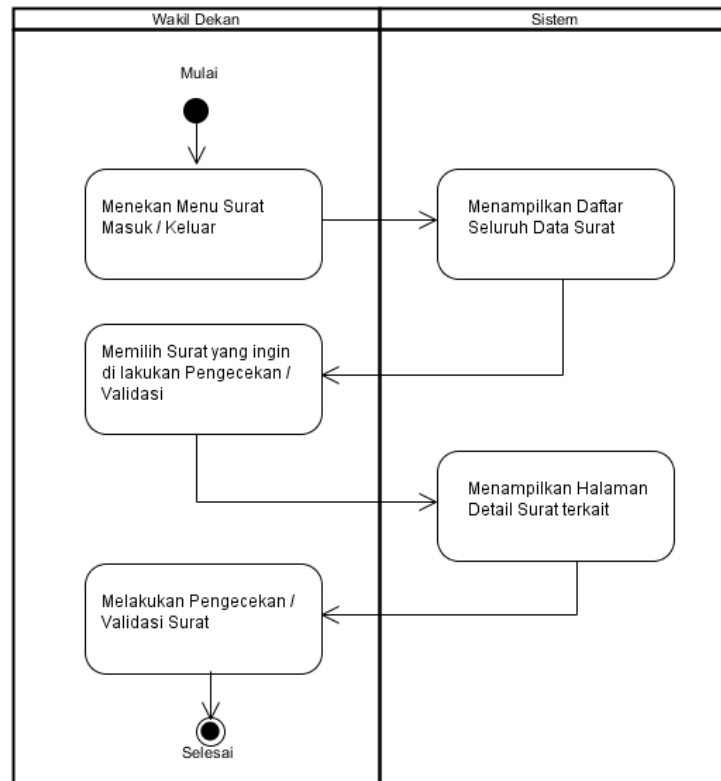 Wakil Dekan
Sistem
Mulai
Menekan Menu Surat
Masuk / Keluar
Menampilkan Daftar
Seluruh Data Surat
Memilih Surat yang ingin
di lakukan Pengecekan /
Validasi
Menampilkan Halaman
Detail Surat terkait
Melakukan Pengecekan /
Validasi Surat
Selesai